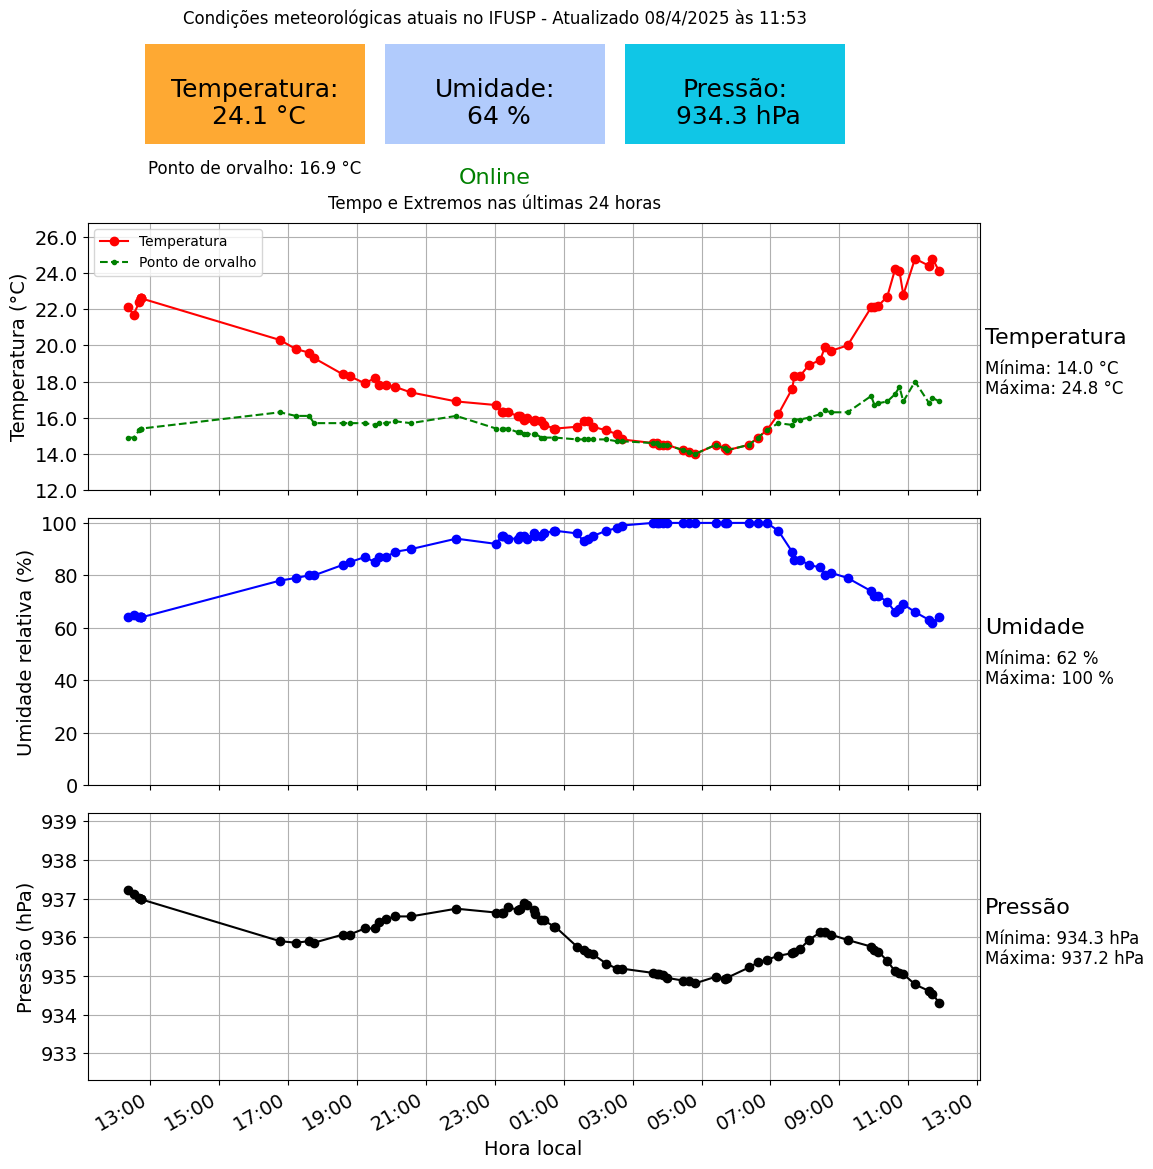 Condições meteorológicas atuais no IFUSP - Atualizado 08/4/2025 às 11:53
Temperatura:
24.1 °C
Umidade:
64 %
Pressão:
934.3 hPa
Ponto de orvalho: 16.9 °C
Online
Tempo e Extremos nas últimas 24 horas
Temperatura (°C)
26.0
24.0
22.0
20.0
18.0
16.0
14.0
12.0
Temperatura
Ponto de orvalho
Temperatura
Mínima: 14.0 °C
Máxima: 24.8 °C
Umidade relativa (%)
100
80
60
40
20
0
Umidade
Mínima: 62 %
Máxima: 100 %
Pressão (hPa)
939
938
937
936
935
934
933
Pressão
Mínima: 934.3 hPa
Máxima: 937.2 hPa
13:00 15:00 17:00 19:00 21:00 23:00 01:00 03:00 05:00 07:00 09:00 11:00 13:00
Hora local